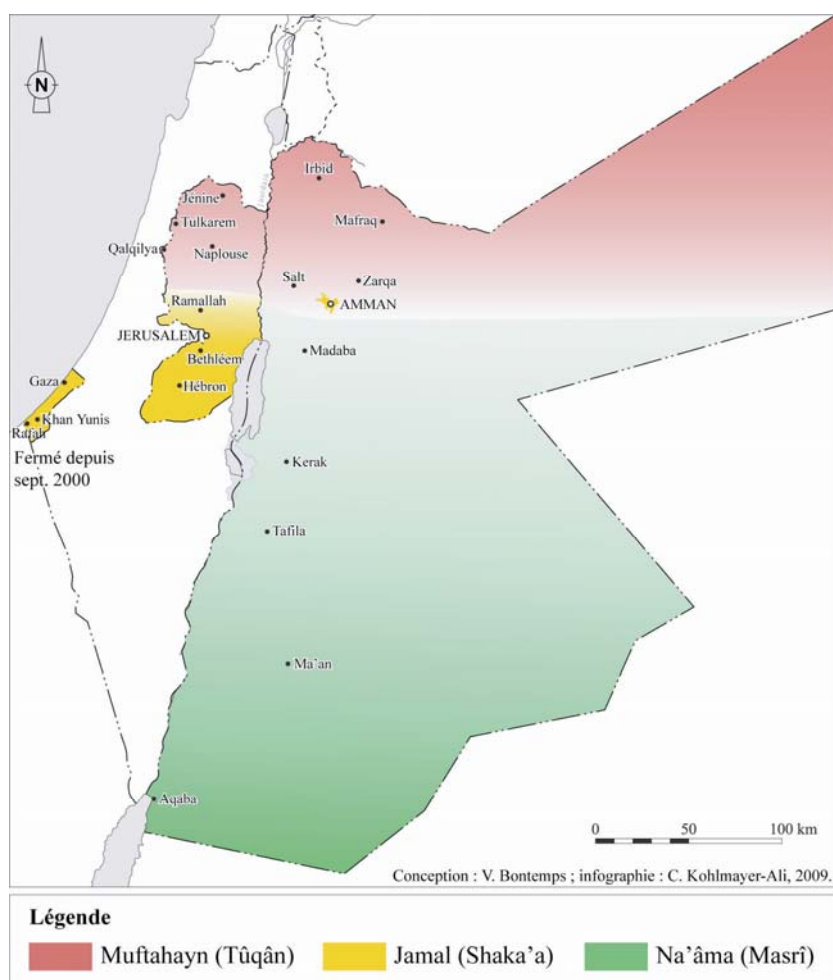 N
Irbid
Jénine
Mafraq
Tulkarem
Qalqilya
Naplouse
Salt
Zarqa
Ramallah
AMMAN
JERUSALEM
Bethléem
Madaba
Gaza
Hébron
Khan Yunis
Rafah
Fermé depuis
sept. 2000
Kerak
Tafila
Ma'an
Aqaba
0 50 100 km
Conception : V. Bontemps ; infographie : C. Kohlmayer-Ali, 2009.
Légende
Muftahayn (Tûqân) Jamal (Shaka'a) Na'âma (Masrî)